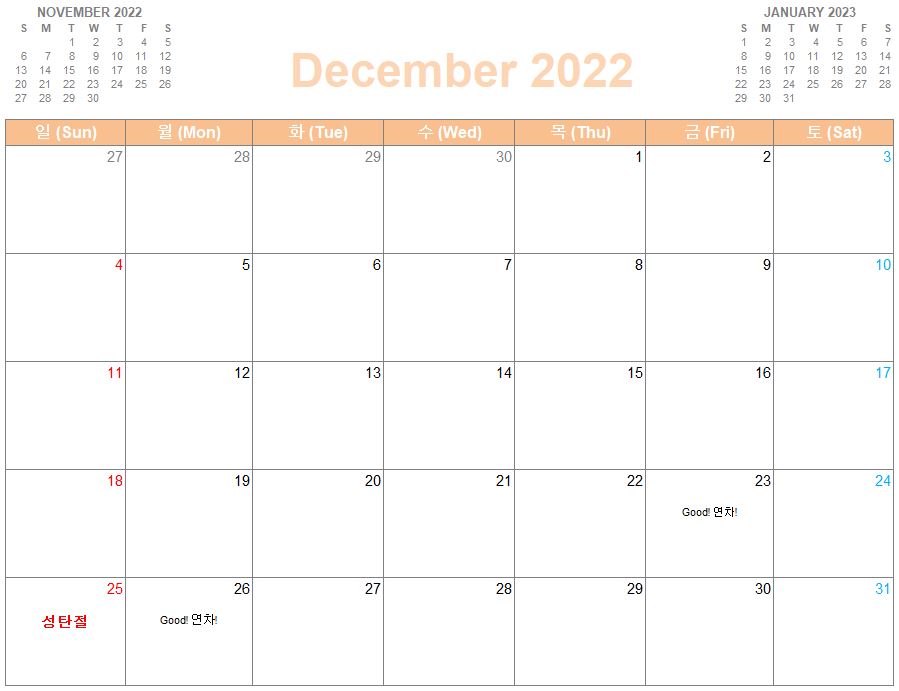 NOVEMBER 2022
S M T W T F S
1 2 3 4 5
6 7 8 9 10 11 12
13 14 15 16 17 18 19
20 21 22 23 24 25 26
27 28 29 30
December 2022
JANUARY 2023
S M T W T F S
1 2 3 4 5 6 7
8 9 10 11 12 13 14
15 16 17 18 19 20 21
22 23 24 25 26 27 28
29 30 31
일 (Sun) 월 (Mon) 화 (Tue) 수 (Wed) 목 (Thu) 금 (Fri) 토 (Sat)
27 28 29 30 1 2 3
4 5 6 7 8 9 10
11 12 13 14 15 16 17
18 19 20 21 22 23 24
Good! 연차!
25 26 27 28 29 30 31
성탄절 Good! 연차!